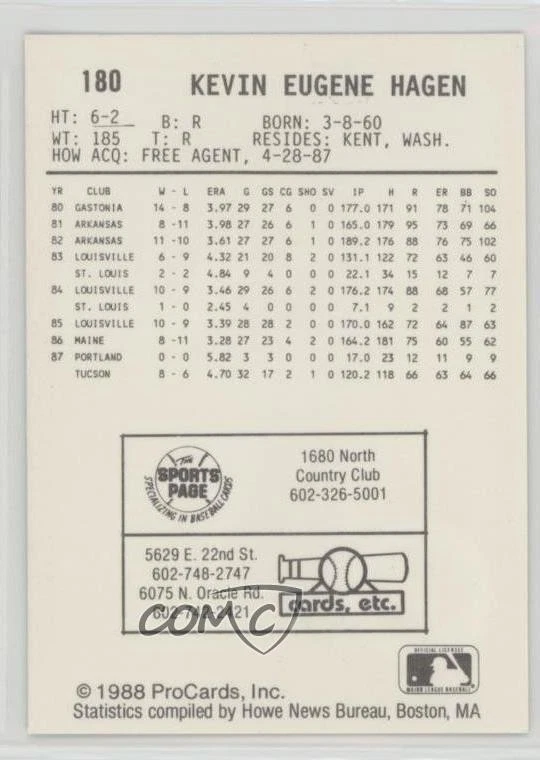 180 KEVIN EUGENE HAGEN
HT: 6-2 B: R BORN: 3-8-60
WT: 185 T: R RESIDES: KENT, WASH.
HOW ACQ: FREE AGENT, 4-28-87
YR CLUB W - L ERA G GS CG SHO SV IP H R ER BB SO
80 GASTONIA 14 - 8 3.97 29 27 6 0 0 177.0 171 91 78 71 104
81 ARKANSAS 8 -11 3.98 27 26 6 1 0 165.0 179 95 73 69 66
82 ARKANSAS 11 -10 3.61 27 27 6 1 0 189.2 176 88 76 75 102
83 LOUISVILLE 6 - 9 4.32 21 20 8 2 0 131.1 122 72 63 46 60
ST. LOUIS 2 - 2 4.84 9 4 0 0 0 22.1 34 15 12 7 7
84 LOUISVILLE 10 - 9 3.46 29 26 6 2 0 176.2 174 88 68 57 77
ST. LOUIS 1 - 0 2.45 4 0 0 0 0 7.1 9 2 2 1 2
85 LOUISVILLE 10 - 9 3.39 28 28 2 0 0 170.0 162 72 64 87 63
86 MAINE 8 -11 3.28 27 23 4 2 0 164.2 181 75 60 55 62
87 PORTLAND 0 - 0 5.82 3 3 0 0 0 17.0 23 12 11 9 9
TUCSON 8 - 6 4.70 32 17 2 1 0 120.2 118 66 63 64 66
The
SPORTS
PAGE
SPECIALIZING IN BASEBALL CARDS
1680 North
Country Club
602-326-5001
5629 E. 22nd St.
602-748-2747
6075 N. Oracle Rd.
602-742-2421
cards, etc.
COMC
OFFICIAL LICENSEE
MAJOR LEAGUE BASEBALL
© 1988 ProCards, Inc.
Statistics compiled by Howe News Bureau, Boston, MA